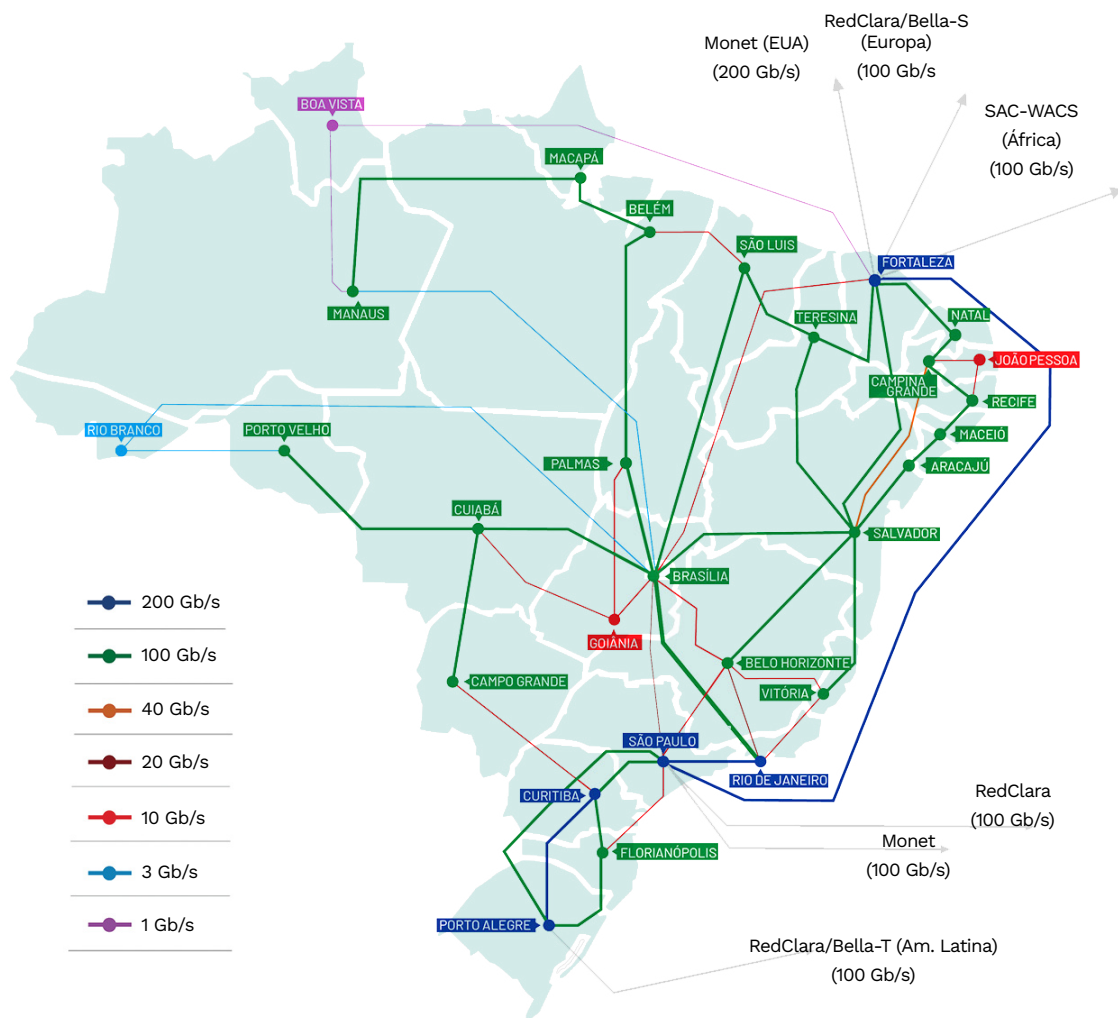 RedClara/Bella-S
(Europa)
(100 Gb/s
Monet (EUA)
(200 Gb/s)
SAC-WACS
(África)
(100 Gb/s)
BOA VISTA
MACAPÁ
BELÉM
SÃO LUIS
FORTALEZA
MANAUS
TERESINA
NATAL
JOÃO PESSOA
CAMPINA
GRANDE
RECIFE
RIO BRANCO
PORTO VELHO
MACEIÓ
PALMAS
ARACAJÚ
CUIABÁ
SALVADOR
BRASÍLIA
200 Gb/s
100 Gb/s
40 Gb/s
20 Gb/s
10 Gb/s
3 Gb/s
1 Gb/s
GOIÂNIA
BELO HORIZONTE
CAMPO GRANDE
VITÓRIA
SÃO PAULO
RIO DE JANEIRO
CURITIBA
RedClara
(100 Gb/s)
Monet
(100 Gb/s)
FLORIANÓPOLIS
PORTO ALEGRE
RedClara/Bella-T (Am. Latina)
(100 Gb/s)